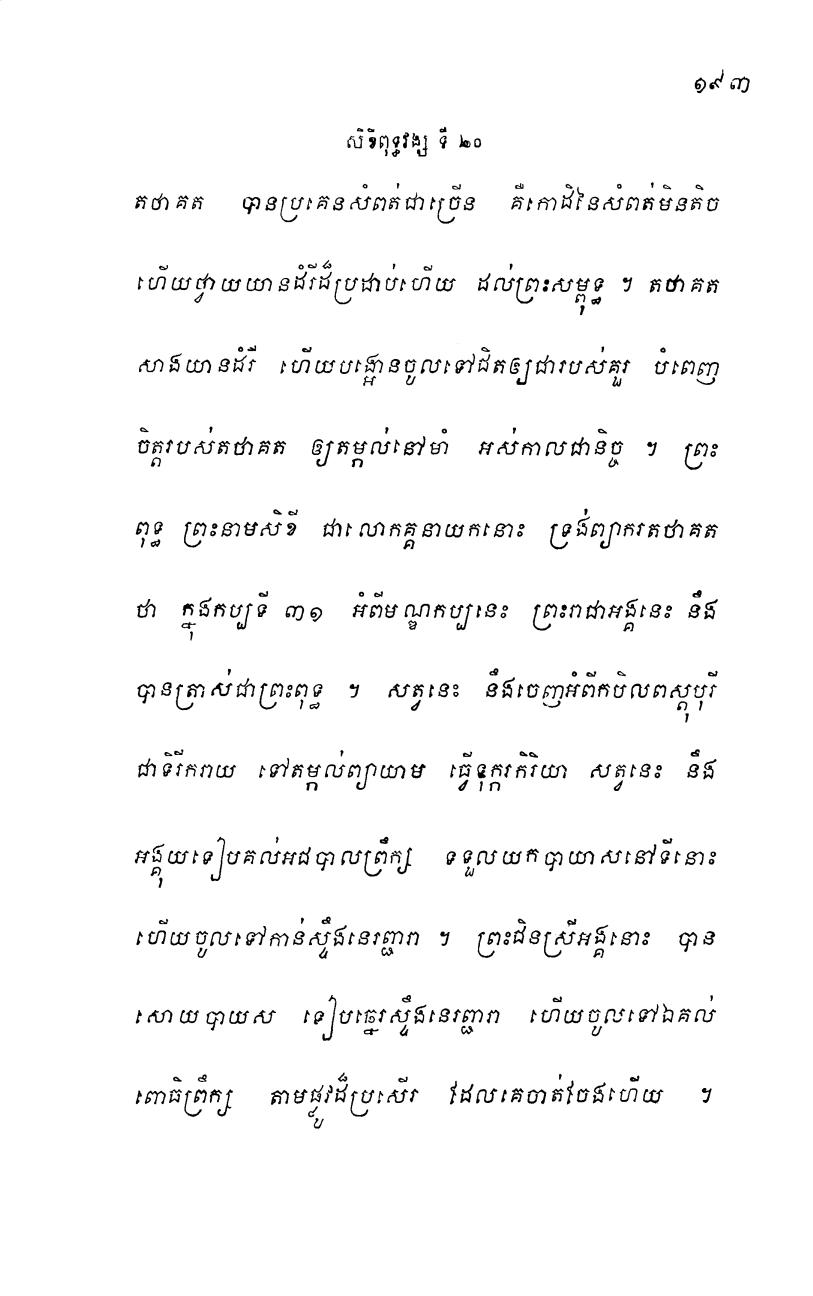 ១៩៣
សិខីពុទ្ធវង្ស ទី ២០
តថាគត បានប្រគេនសំពត់ជាច្រើន គឺកោដិនៃសំពត់មិនតិច
ហើយថ្វាយយានដំរីដ៏ប្រដាប់ហើយ ដល់ព្រះសម្ពុទ្ធ ។ តថាគត
សាងយានដំរី ហើយបង្អោនចូលទៅជិតឲ្យជារបស់គួរ បំពេញ
ចិត្តរបស់តថាគត ឲ្យតម្កល់នៅមាំ អស់កាលជានិច្ច ។ ព្រះ
ពុទ្ធ ព្រះនាមសិខី ជាលោកគ្គនាយកនោះ ទ្រង់ព្យាករតថាគត
ថា ក្នុងកប្បទី ៣១ អំពីមណ្ឌកប្បនេះ ព្រះរាជាអង្គនេះ នឹង
បានត្រាស់ជាព្រះពុទ្ធ ។ សត្វនេះ នឹងចេញអំពីកបិលពស្តុបុរី
ជាទីរីករាយ ទៅតម្កល់ព្យាយាម ធ្វើទុក្ករកិរិយា សត្វនេះ នឹង
អង្គុយទៀបគល់អជបាលព្រឹក្ស ទទួលយកបាយាសនៅទីនោះ
ហើយចូលទៅកាន់ស្ទឹងនេរញ្ជរា ។ ព្រះជិនស្រីអង្គនោះ បាន
សោយបាយាស ទៀបឆ្នេរស្ទឹងនេរញ្ជរា ហើយចូលទៅឯគល់
ពោធិព្រឹក្ស តាមផ្លូវដ៏ប្រសើរ ដែលគេចាត់ចែងហើយ ។